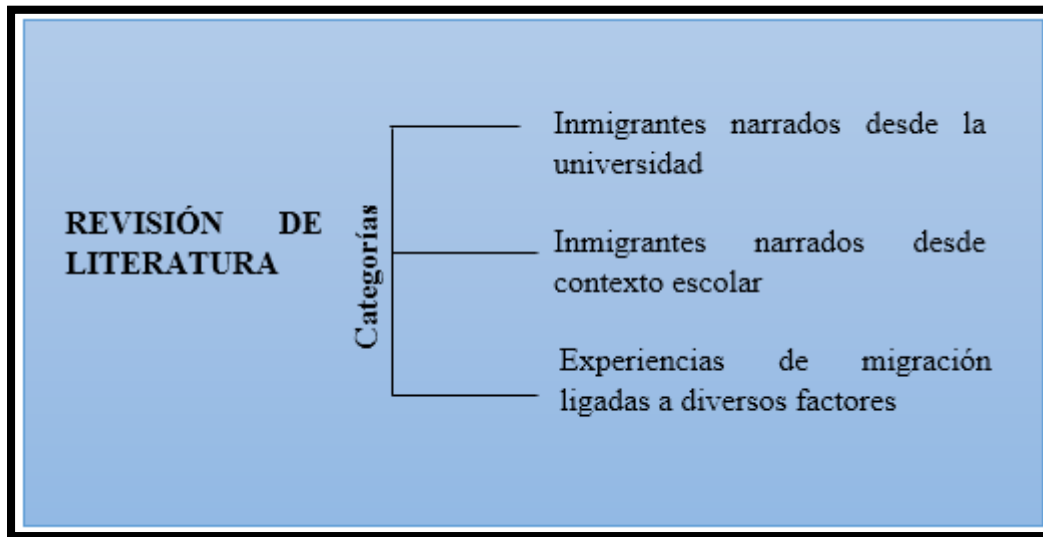 REVISIÓN DE
LITERATURA
Categorías
Inmigrantes narrados desde la
universidad
Inmigrantes narrados desde
contexto escolar
Experiencias de migración
ligadas a diversos factores